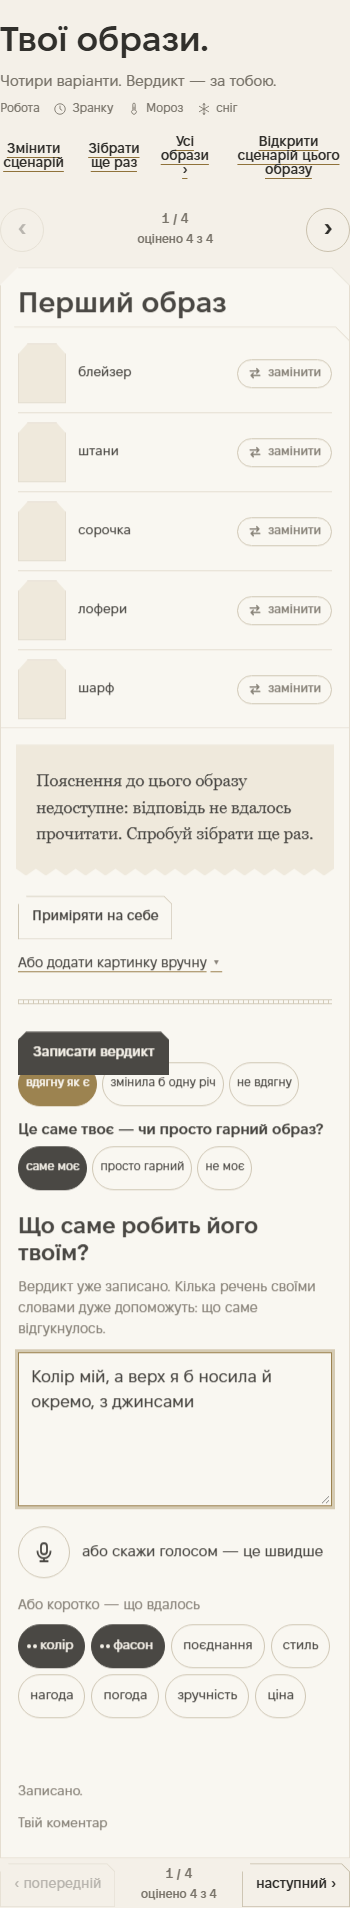 Твої образи.
Чотири варіанти. Вердикт — за тобою.
Робота Зранку Мороз сніг
Змінити сценарій
Зібрати ще раз
Усі образи ›
Відкрити сценарій цього образу
‹
1 / 4
оцінено 4 з 4
›
Перший образ
блейзер
замінити
штани
замінити
сорочка
замінити
лофери
замінити
шарф
замінити
Пояснення до цього образу
недоступне: відповідь не вдалось
прочитати. Спробуй зібрати ще раз.
Приміряти на себе
Або додати картинку вручну
Записати вердикт
вдягну як є
змінила б одну річ
не вдягну
Це саме твоє — чи просто гарний образ?
саме моє
просто гарний
не моє
Що саме робить його
твоїм?
Вердикт уже записано. Кілька речень своїми
словами дуже допоможуть: що саме
відгукнулось.
Колір мій, а верх я б носила й
окремо, з джинсами
або скажи голосом — це швидше
Або коротко — що вдалось
колір
фасон
поєднання
стиль
нагода
погода
зручність
ціна
Записано.
Твій коментар
‹ попередній
1 / 4
оцінено 4 з 4
наступний ›